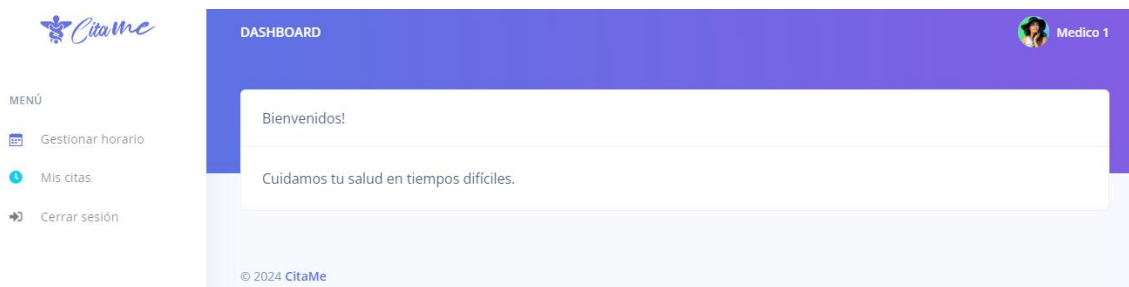 CitaMe
MENÚ
Gestionar horario
Mis citas
Cerrar sesión
DASHBOARD
Medico 1
Bienvenidos!
Cuidamos tu salud en tiempos difíciles.
© 2024 CitaMe